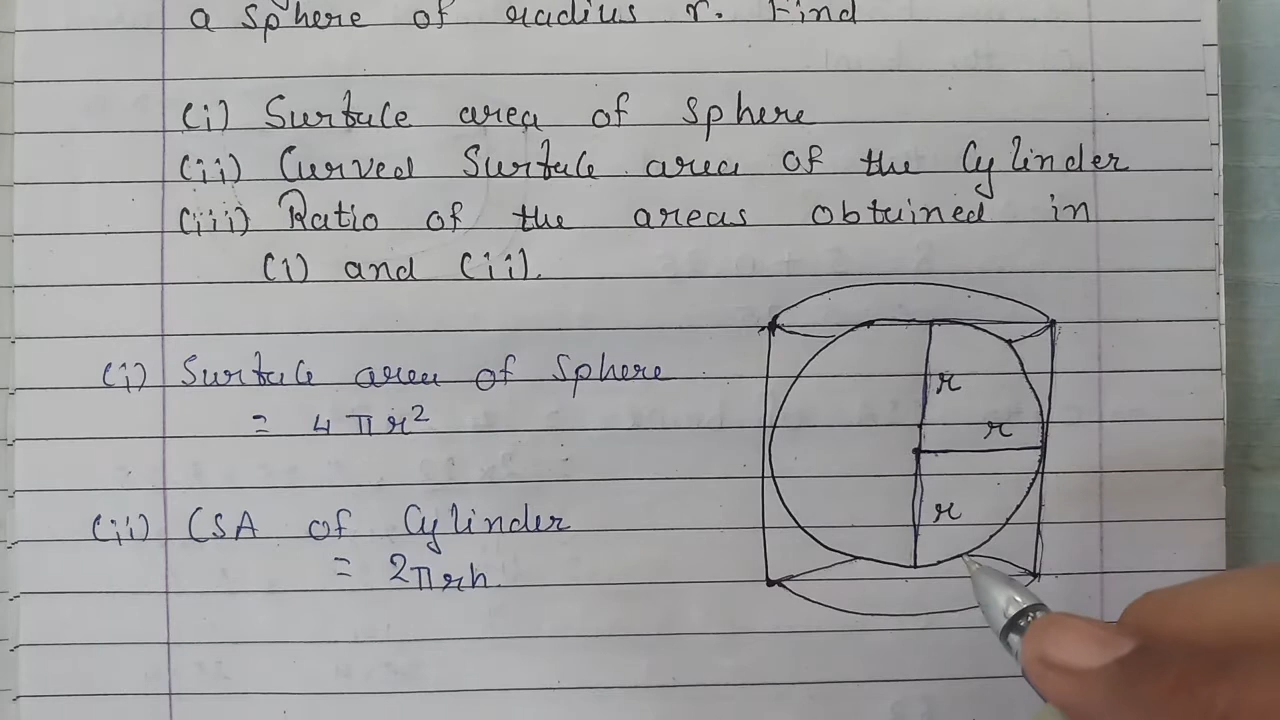 a sphere of radius r. Find
(i) Surface area of sphere
(ii) Curved Surface area of the Cylinder
(iii) Ratio of the areas obtained in
(i) and (ii).
(i) Surface area of Sphere
= 4πr²
(ii) CSA of Cylinder
= 2πrh
r
r
r